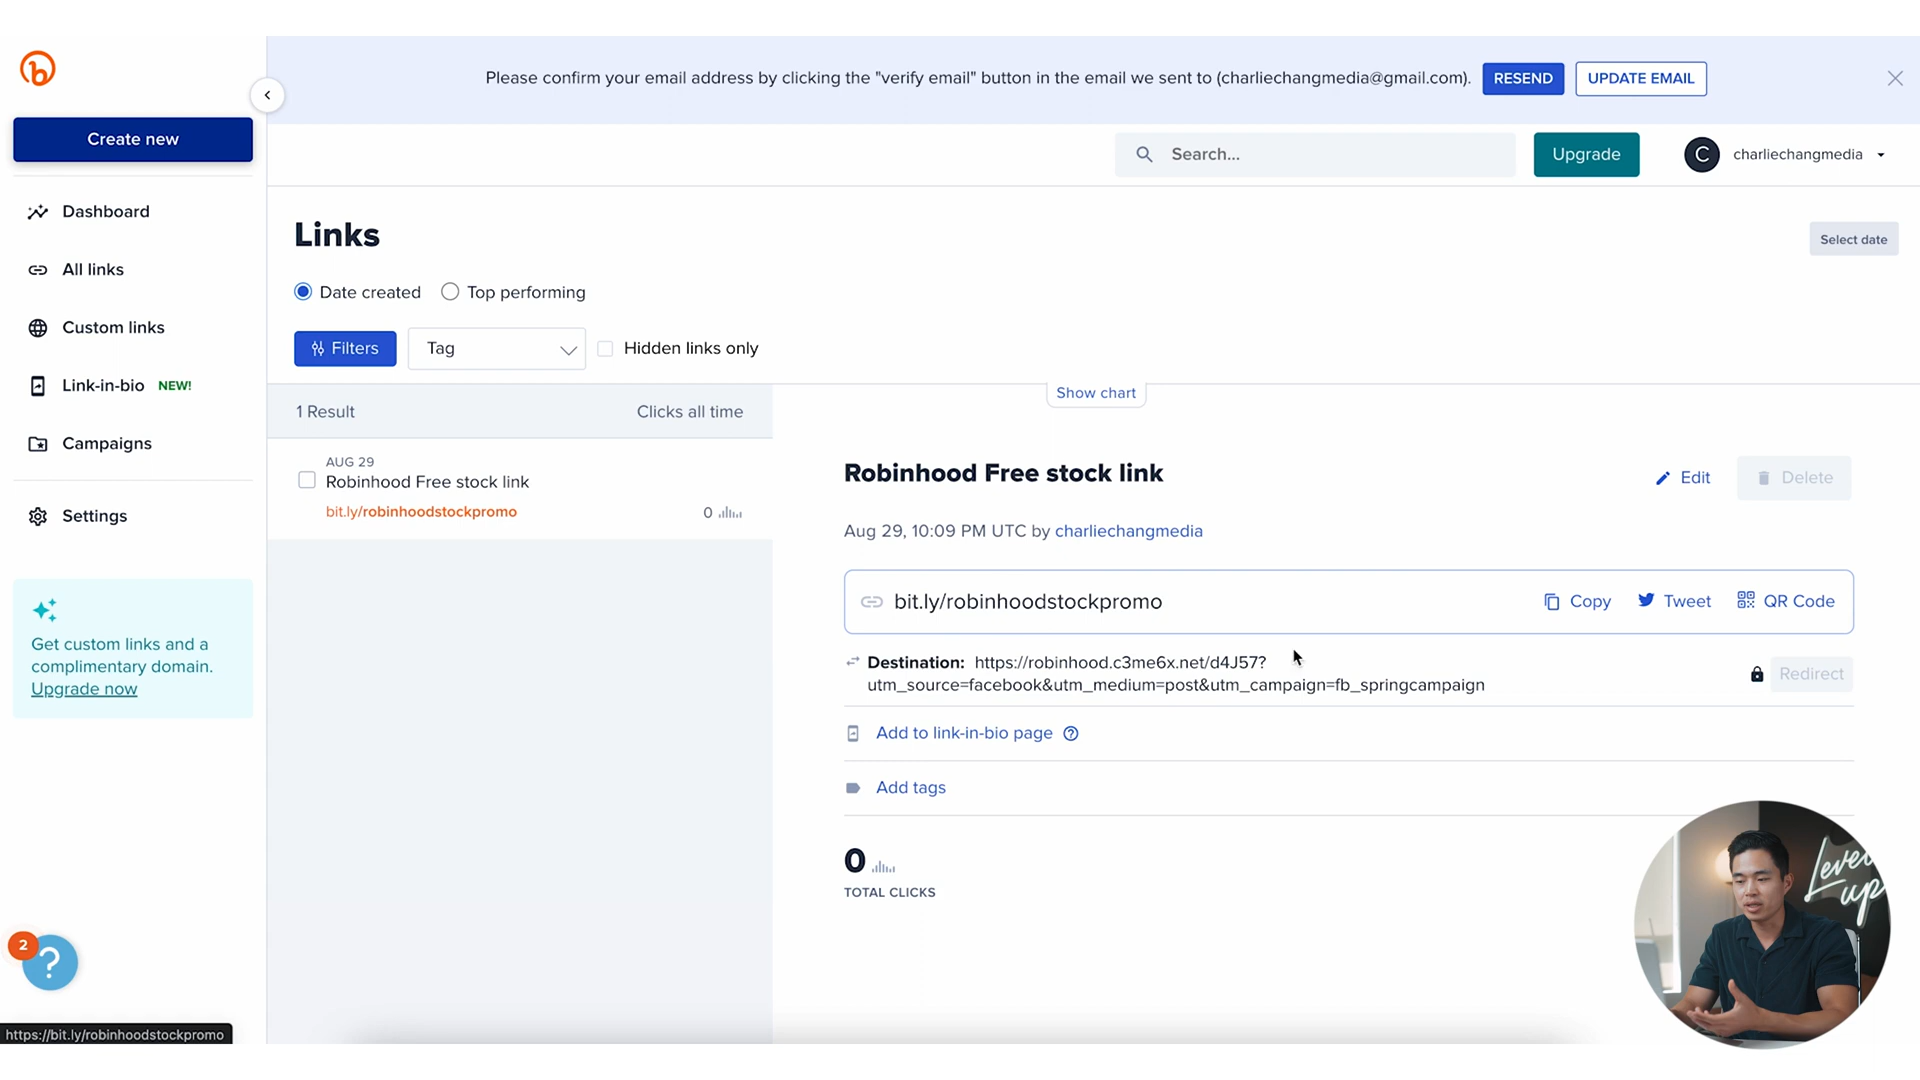 Please confirm your email address by clicking the "verify email" button in the email we sent to (charliechangmedia@gmail.com).
RESEND
UPDATE EMAIL
Create new
Search...
Upgrade
C
charliechangmedia
Dashboard
All links
Custom links
Link-in-bio NEW!
Campaigns
Settings
Get custom links and a
complimentary domain.
Upgrade now
2
?
https://bit.ly/robinhoodstockpromo
Links
Select date
Date created
Top performing
Filters
Tag
Hidden links only
1 Result
Clicks all time
Show chart
AUG 29
Robinhood Free stock link
bit.ly/robinhoodstockpromo
0
Robinhood Free stock link
Edit
Delete
Aug 29, 10:09 PM UTC by charliechangmedia
bit.ly/robinhoodstockpromo
Copy
Tweet
QR Code
Destination: https://robinhood.c3me6x.net/d4J57?
utm_source=facebook&utm_medium=post&utm_campaign=fb_springcampaign
Redirect
Add to link-in-bio page
Add tags
0
TOTAL CLICKS
Level
up